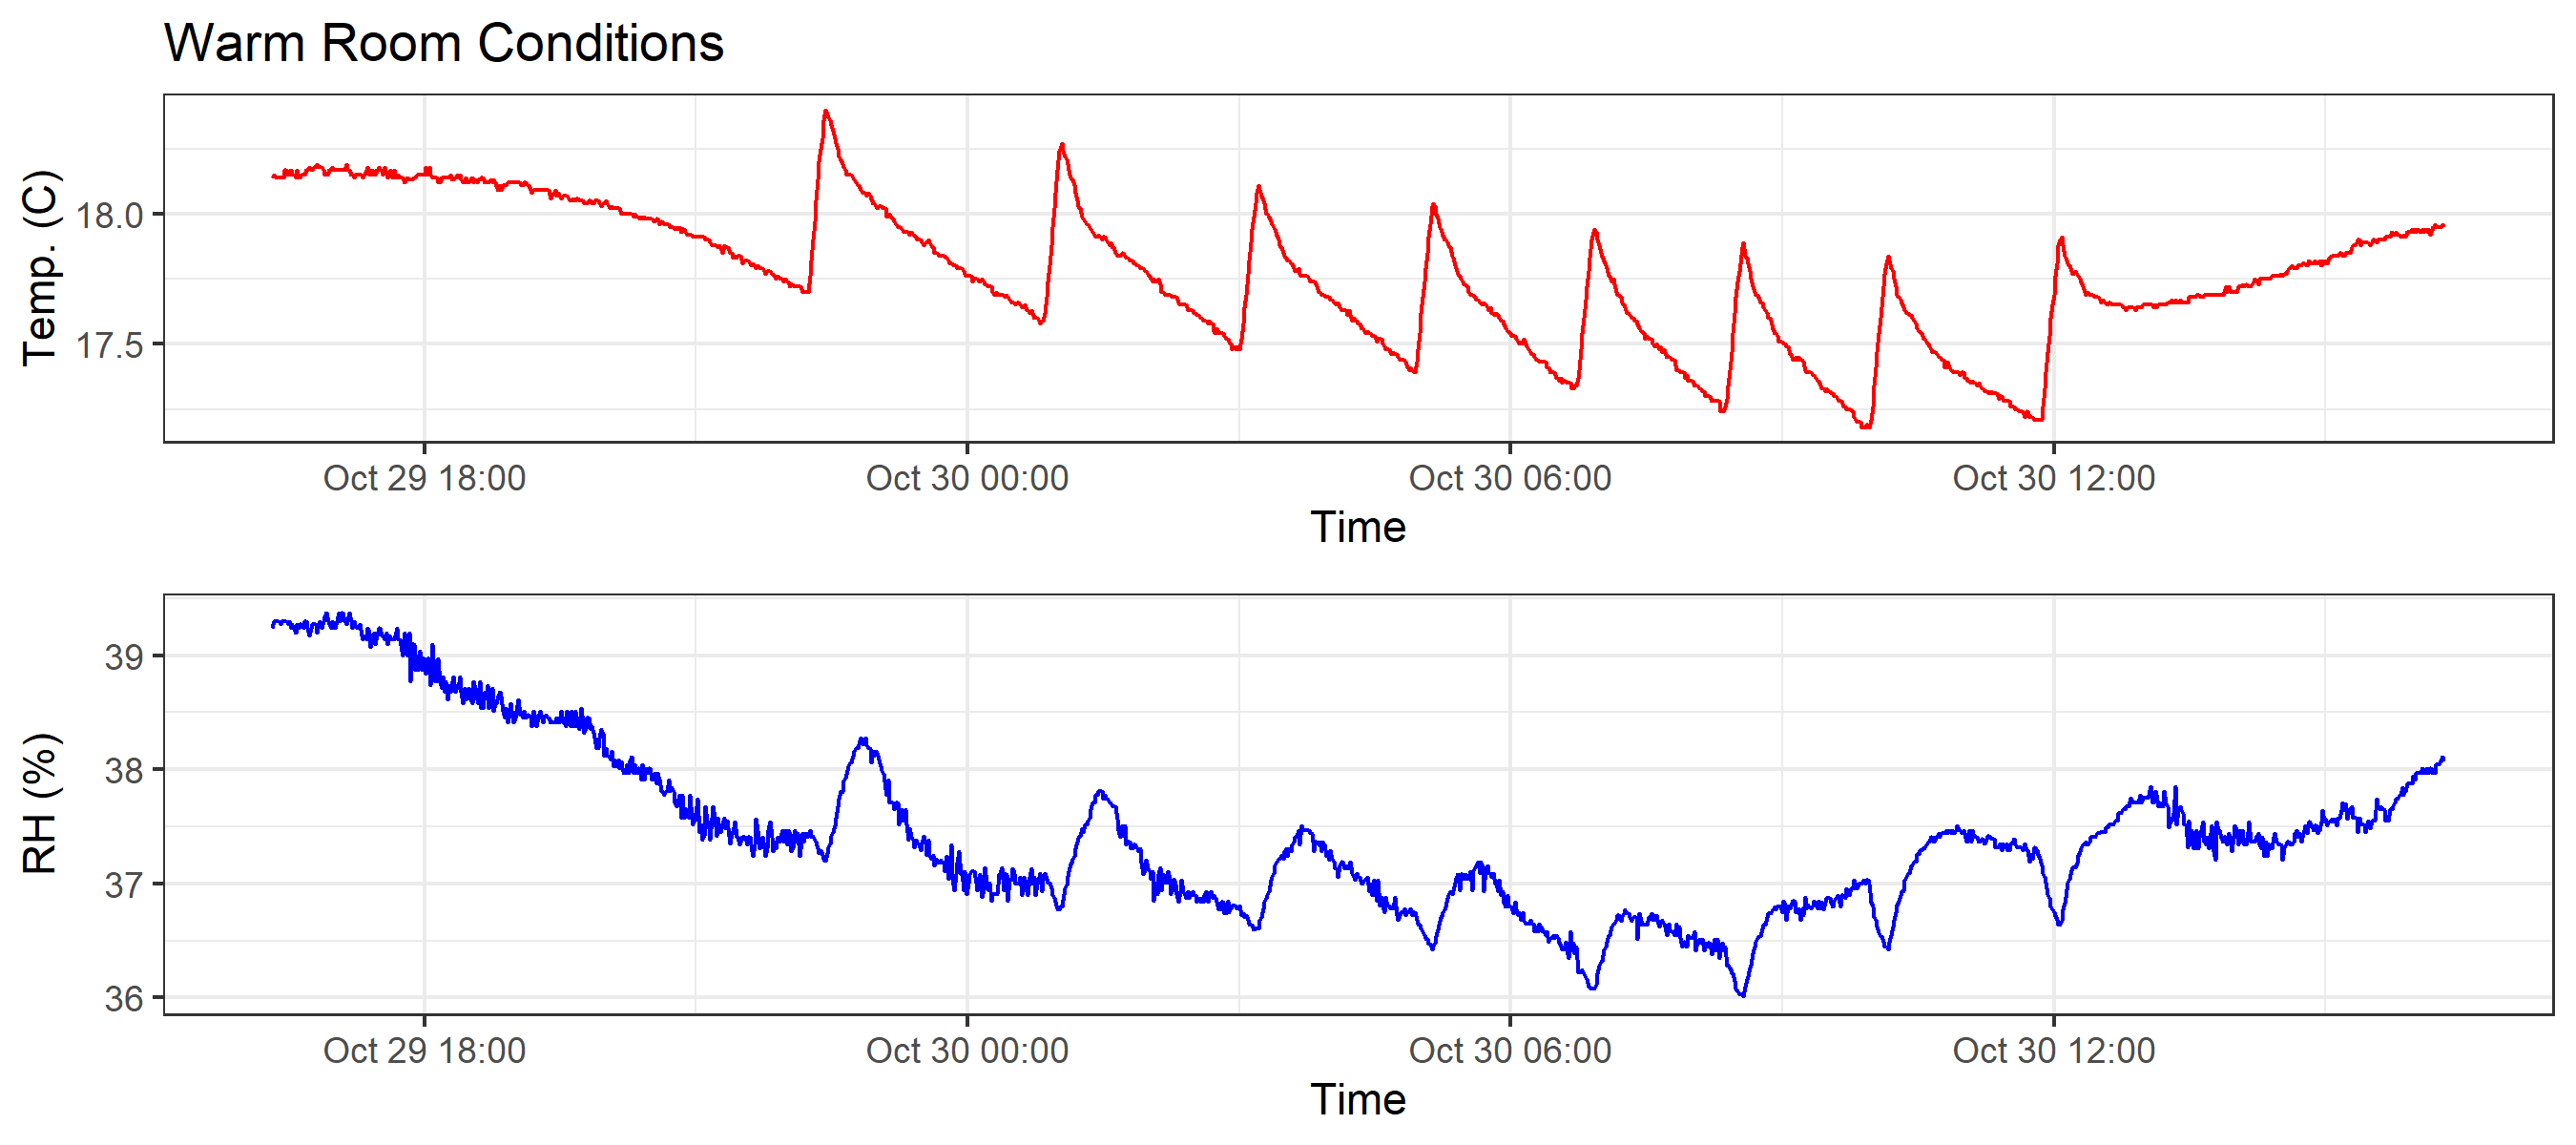 Warm Room Conditions
Temp. (C)
18.0
17.5
Oct 29 18:00 Oct 30 00:00 Oct 30 06:00 Oct 30 12:00
Time
RH (%)
39
38
37
36
Oct 29 18:00 Oct 30 00:00 Oct 30 06:00 Oct 30 12:00
Time